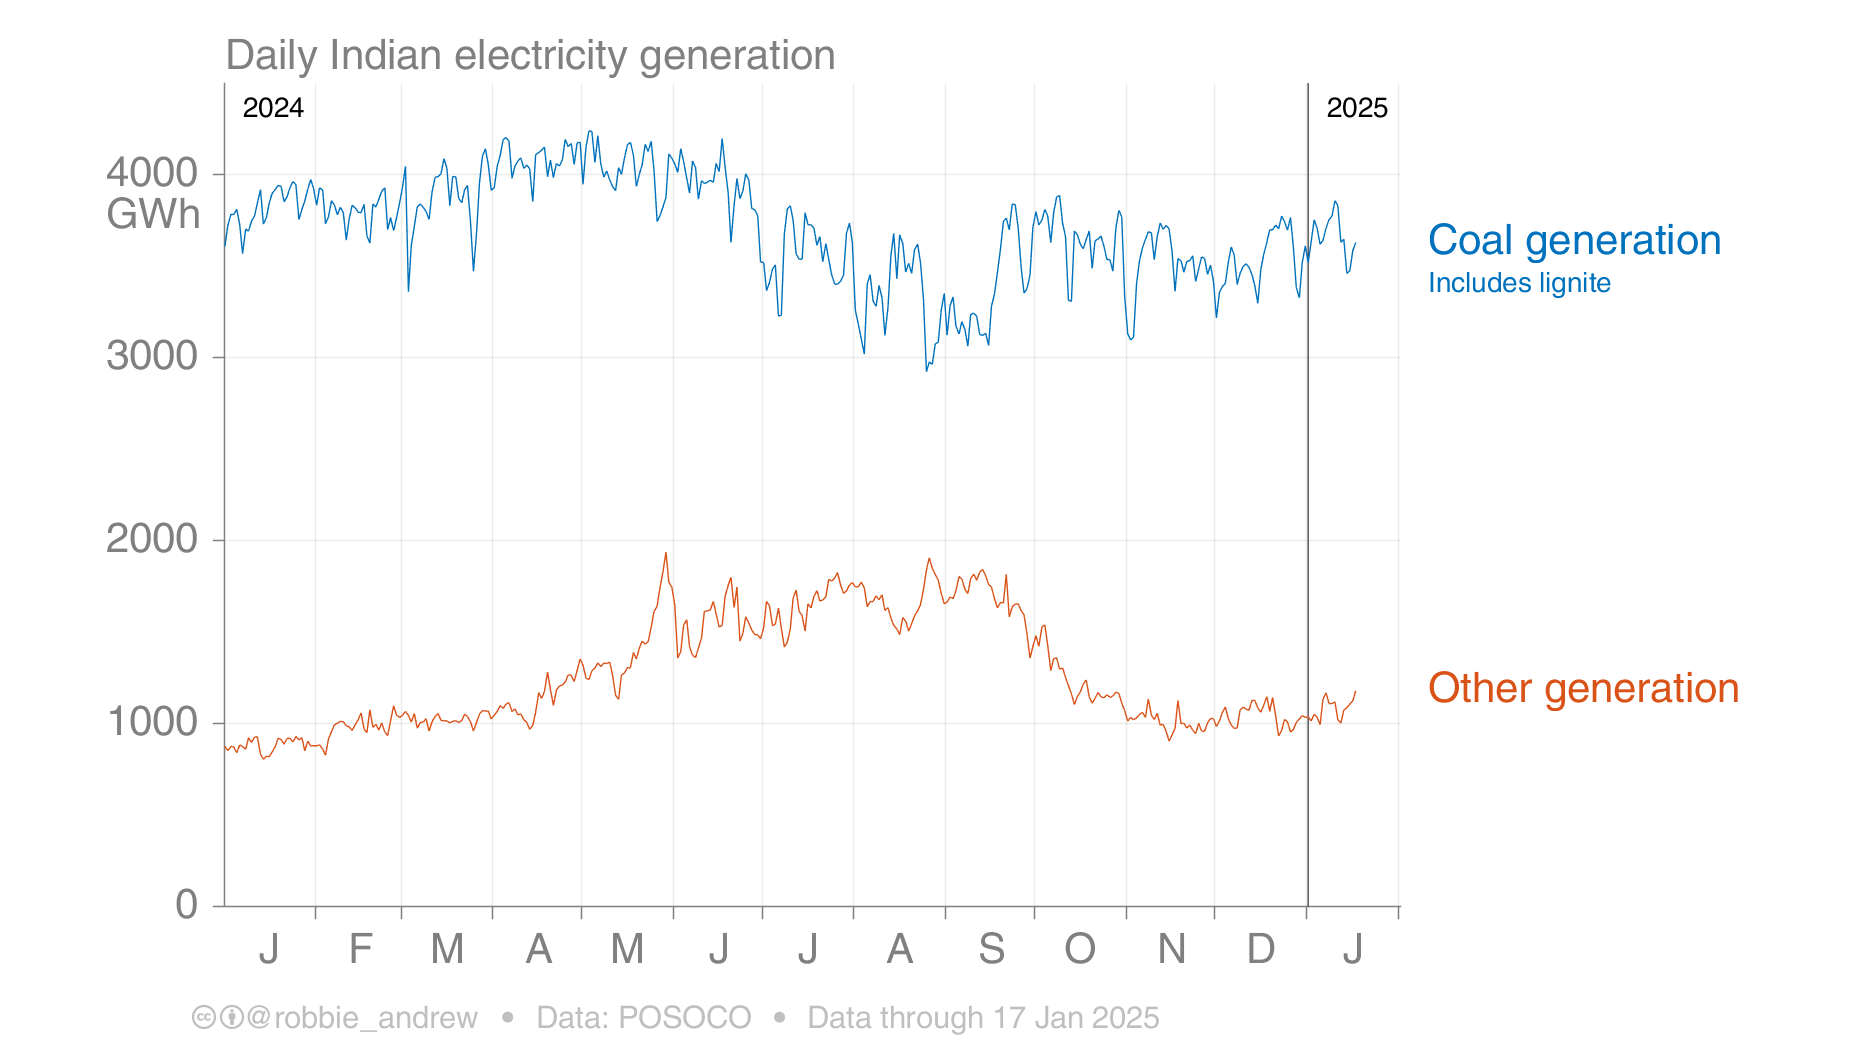 Daily Indian electricity generation
2024
2025
4000
GWh
3000
2000
1000
0
Coal generation
Includes lignite
Other generation
J F M A M J J A S O N D J
@robbie_andrew • Data: POSOCO • Data through 17 Jan 2025